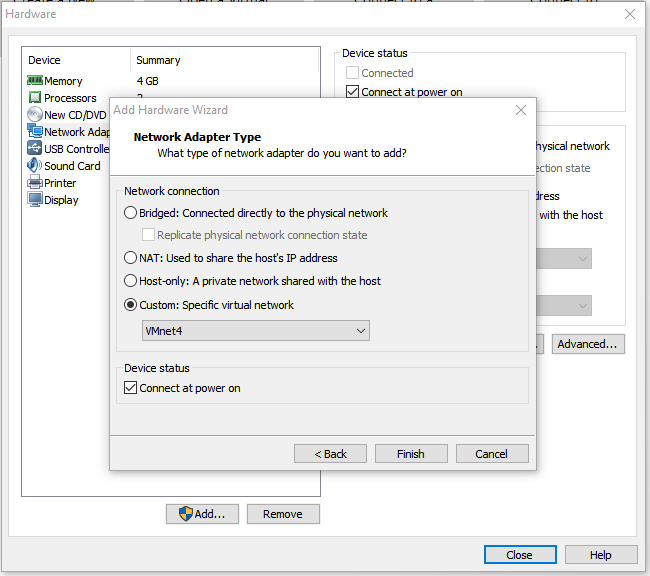 Hardware
Device Summary
Memory 4 GB
Processors
New CD/DVD
Network Adap
USB Controlle
Sound Card
Printer
Display
Add... Remove
Device status
Connected
Connect at power on
hysical network
ection state
dress
with the host
Advanced...
Close Help
Add Hardware Wizard
Network Adapter Type
What type of network adapter do you want to add?
Network connection
Bridged: Connected directly to the physical network
Replicate physical network connection state
NAT: Used to share the host's IP address
Host-only: A private network shared with the host
Custom: Specific virtual network
VMnet4
Device status
Connect at power on
< Back Finish Cancel